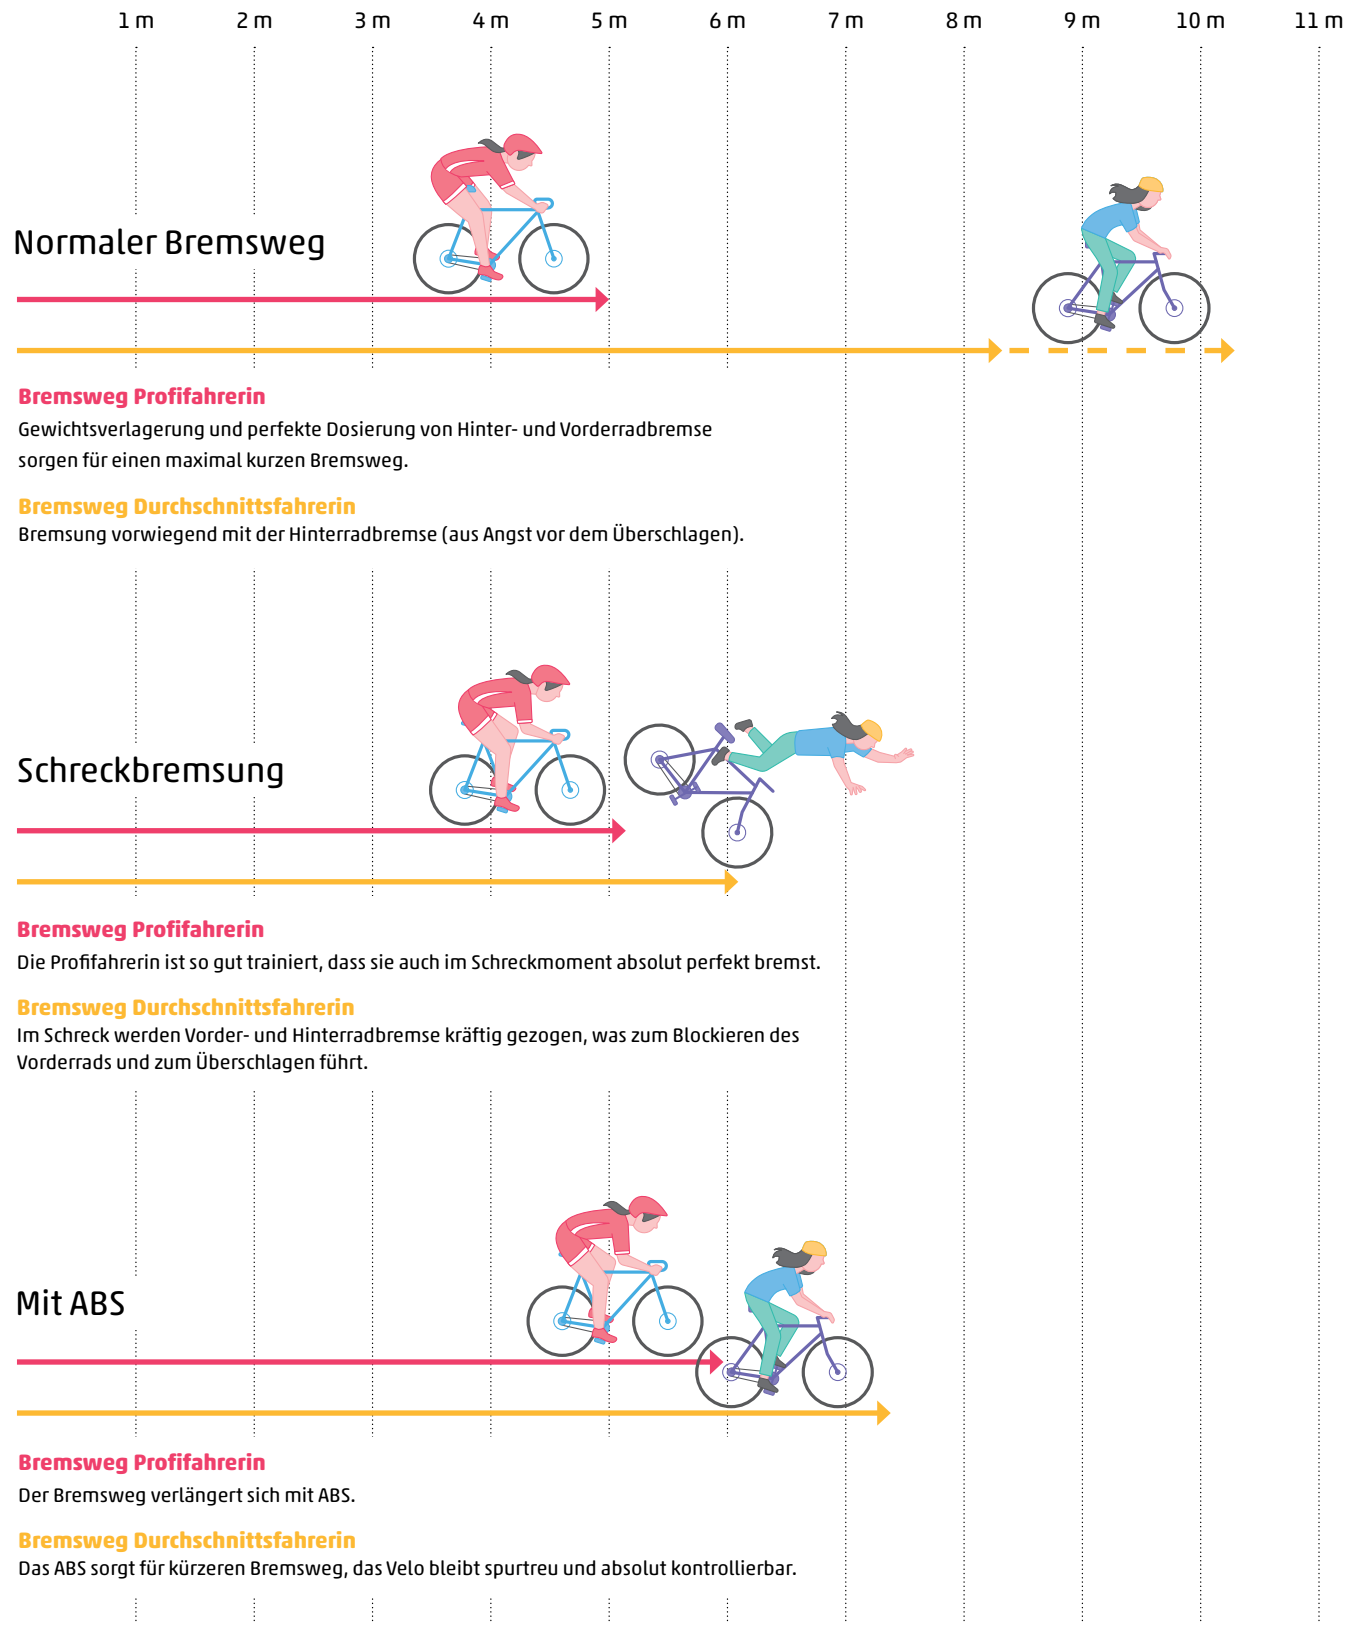 1 m 2 m 3 m 4 m 5 m 6 m 7 m 8 m 9 m 10 m 11 m
Normaler Bremsweg
Bremsweg Profifahrerin
Gewichtsverlagerung und perfekte Dosierung von Hinter- und Vorderradbremse
sorgen für einen maximal kurzen Bremsweg.
Bremsweg Durchschnittsfahrerin
Bremsung vorwiegend mit der Hinterradbremse (aus Angst vor dem Überschlagen).
Schreckbremsung
Bremsweg Profifahrerin
Die Profifahrerin ist so gut trainiert, dass sie auch im Schreckmoment absolut perfekt bremst.
Bremsweg Durchschnittsfahrerin
Im Schreck werden Vorder- und Hinterradbremse kräftig gezogen, was zum Blockieren des
Vorderrads und zum Überschlagen führt.
Mit ABS
Bremsweg Profifahrerin
Der Bremsweg verlängert sich mit ABS.
Bremsweg Durchschnittsfahrerin
Das ABS sorgt für kürzeren Bremsweg, das Velo bleibt spurtreu und absolut kontrollierbar.